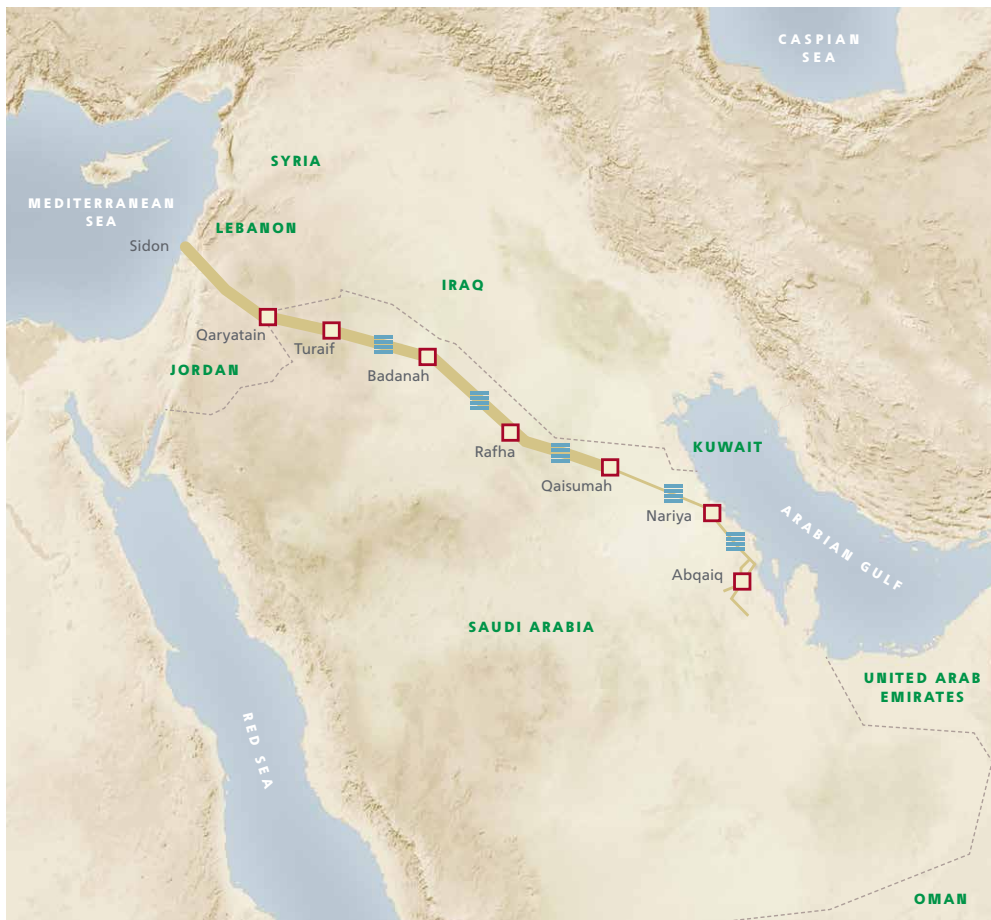 CASPIAN
SEA
SYRIA
MEDITERRANEAN
SEA
LEBANON
Sidon
IRAQ
Qaryatain
Turaif
JORDAN
Badanah
KUWAIT
Rafha
Qaisumah
Nariya
ARABIAN GULF
Abqaiq
SAUDI ARABIA
UNITED ARAB
EMIRATES
RED SEA
OMAN